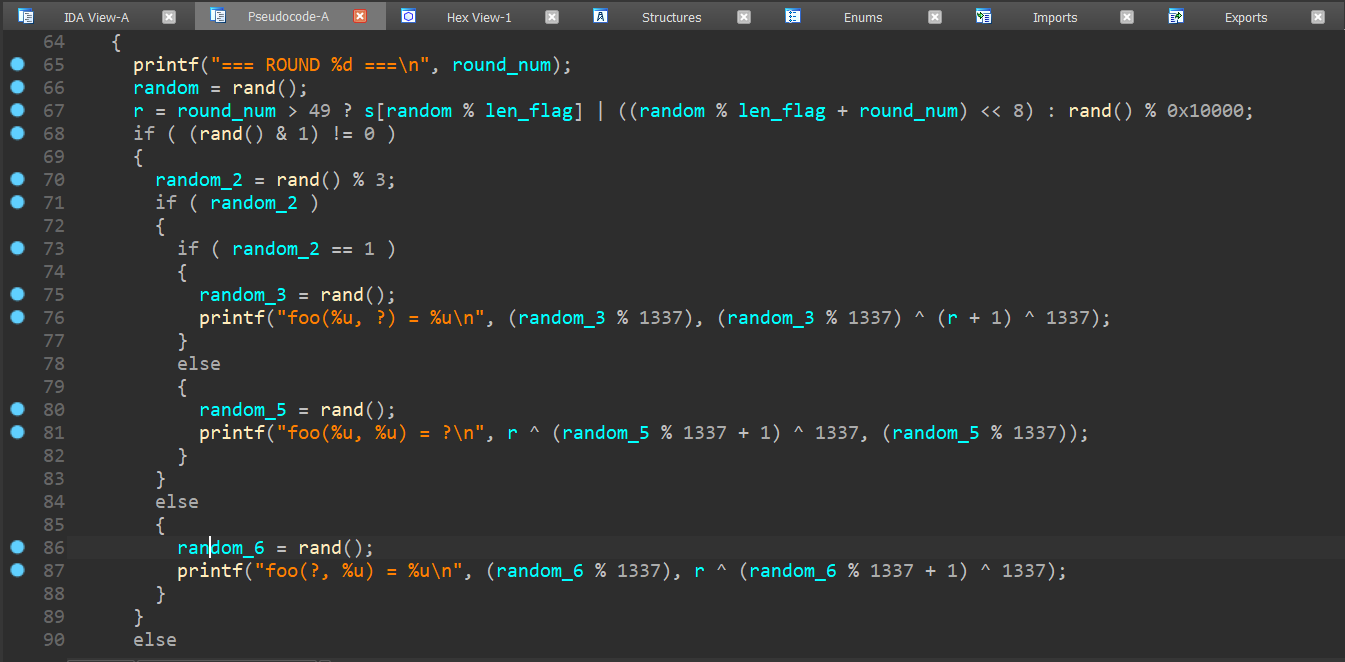 IDA View-A Pseudocode-A Hex View-1 Structures Enums Imports Exports
64 {
65 printf("=== ROUND %d ===\n", round_num);
66 random = rand();
67 r = round_num > 49 ? s[random % len_flag] | ((random % len_flag + round_num) << 8) : rand() % 0x10000;
68 if ( (rand() & 1) != 0 )
69 {
70 random_2 = rand() % 3;
71 if ( random_2 )
72 {
73 if ( random_2 == 1 )
74 {
75 random_3 = rand();
76 printf("foo(%u, ?) = %u\n", (random_3 % 1337), (random_3 % 1337) ^ (r + 1) ^ 1337);
77 }
78 else
79 {
80 random_5 = rand();
81 printf("foo(%u, %u) = ?\n", r ^ (random_5 % 1337 + 1) ^ 1337, (random_5 % 1337));
82 }
83 }
84 else
85 {
86 random_6 = rand();
87 printf("foo(?, %u) = %u\n", (random_6 % 1337), r ^ (random_6 % 1337 + 1) ^ 1337);
88 }
89 }
90 else